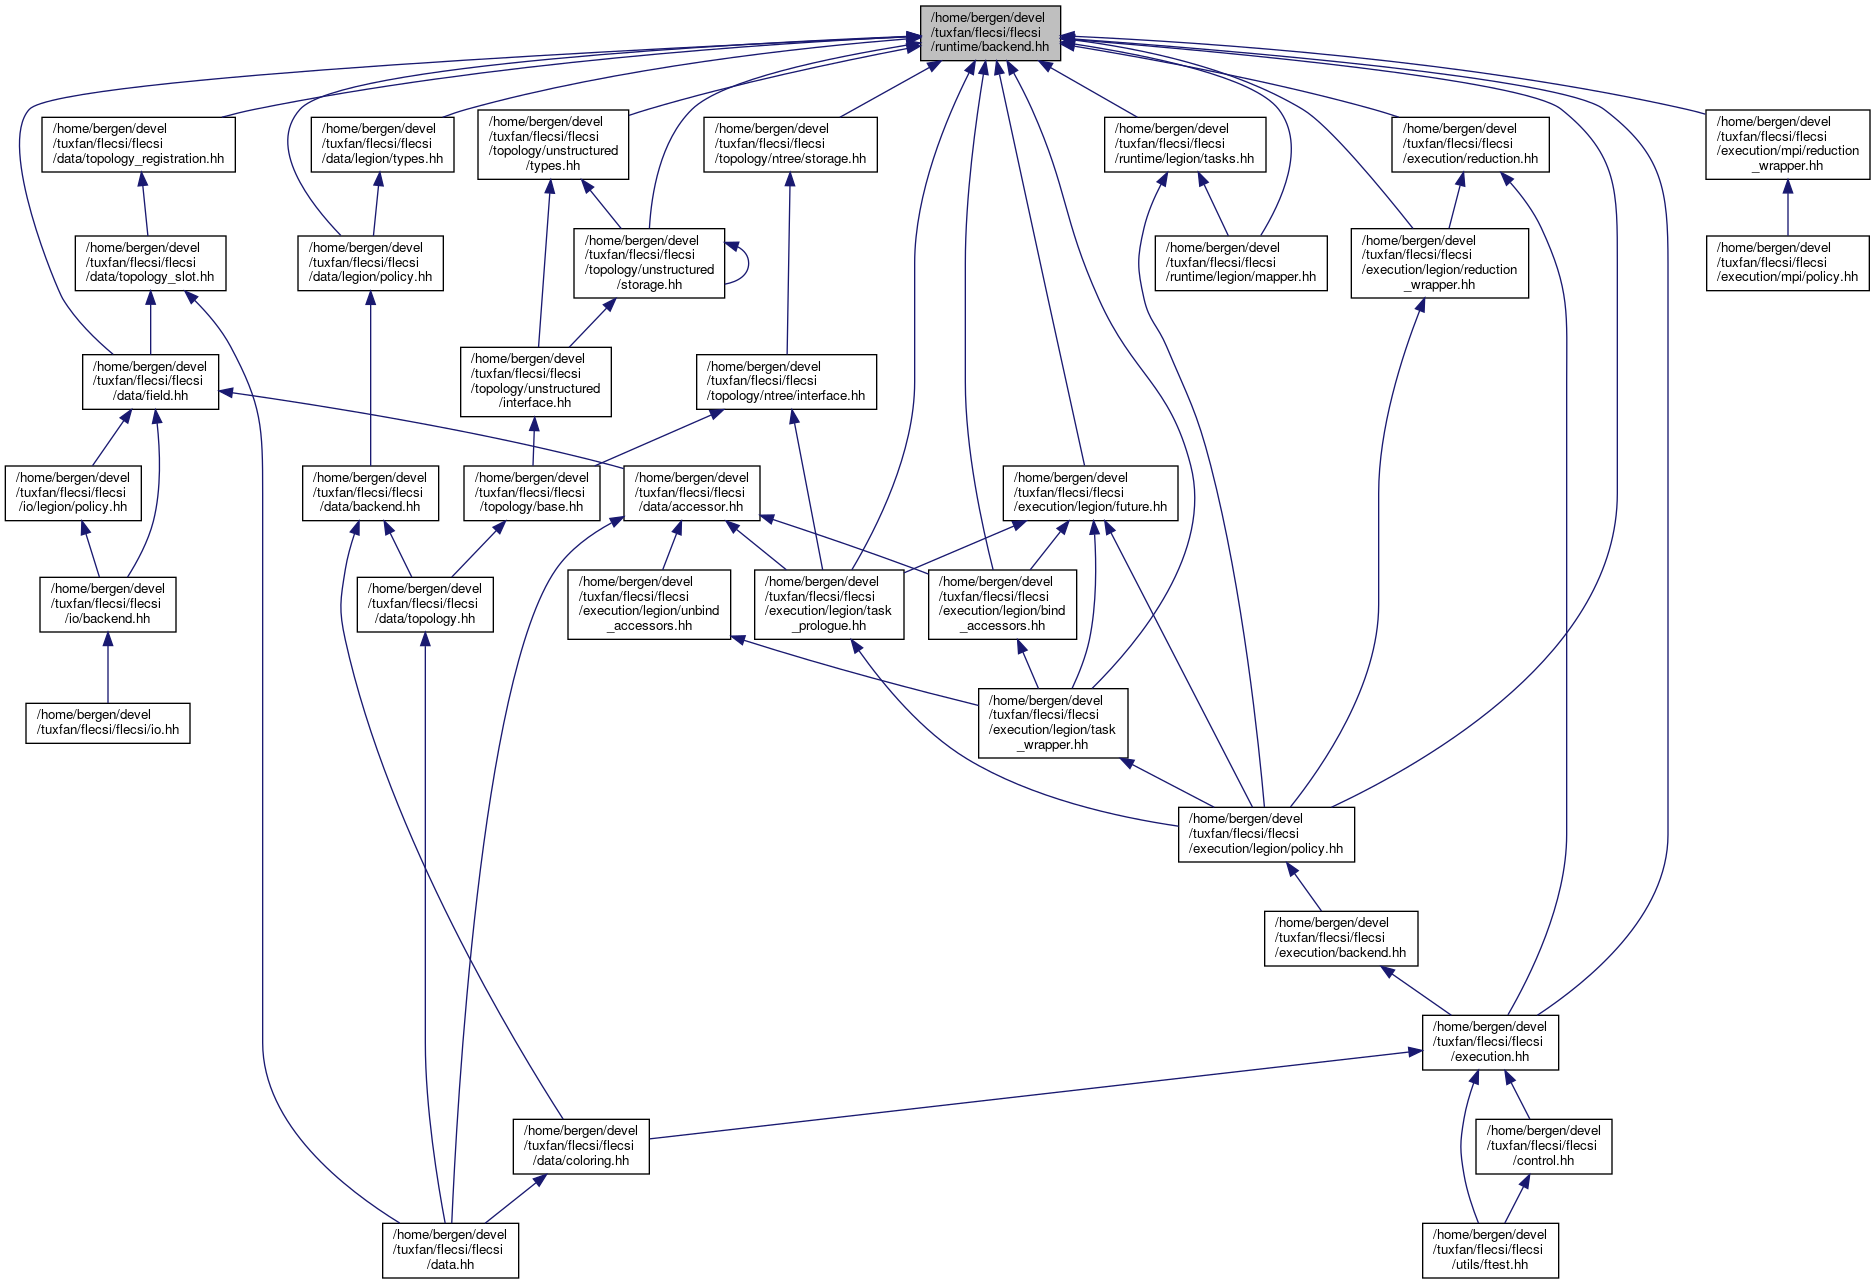 /home/bergen/devel
/tuxfan/flecsi/flecsi
/runtime/backend.hh
/home/bergen/devel
/tuxfan/flecsi/flecsi
/data/topology_registration.hh
/home/bergen/devel
/tuxfan/flecsi/flecsi
/data/legion/types.hh
/home/bergen/devel
/tuxfan/flecsi/flecsi
/topology/unstructured
/types.hh
/home/bergen/devel
/tuxfan/flecsi/flecsi
/topology/ntree/storage.hh
/home/bergen/devel
/tuxfan/flecsi/flecsi
/runtime/legion/tasks.hh
/home/bergen/devel
/tuxfan/flecsi/flecsi
/execution/reduction.hh
/home/bergen/devel
/tuxfan/flecsi/flecsi
/execution/mpi/reduction
_wrapper.hh
/home/bergen/devel
/tuxfan/flecsi/flecsi
/data/topology_slot.hh
/home/bergen/devel
/tuxfan/flecsi/flecsi
/data/legion/policy.hh
/home/bergen/devel
/tuxfan/flecsi/flecsi
/topology/unstructured
/storage.hh
/home/bergen/devel
/tuxfan/flecsi/flecsi
/runtime/legion/mapper.hh
/home/bergen/devel
/tuxfan/flecsi/flecsi
/execution/legion/reduction
_wrapper.hh
/home/bergen/devel
/tuxfan/flecsi/flecsi
/execution/mpi/policy.hh
/home/bergen/devel
/tuxfan/flecsi/flecsi
/data/field.hh
/home/bergen/devel
/tuxfan/flecsi/flecsi
/topology/unstructured
/interface.hh
/home/bergen/devel
/tuxfan/flecsi/flecsi
/topology/ntree/interface.hh
/home/bergen/devel
/tuxfan/flecsi/flecsi
/io/legion/policy.hh
/home/bergen/devel
/tuxfan/flecsi/flecsi
/data/backend.hh
/home/bergen/devel
/tuxfan/flecsi/flecsi
/topology/base.hh
/home/bergen/devel
/tuxfan/flecsi/flecsi
/data/accessor.hh
/home/bergen/devel
/tuxfan/flecsi/flecsi
/execution/legion/future.hh
/home/bergen/devel
/tuxfan/flecsi/flecsi
/io/backend.hh
/home/bergen/devel
/tuxfan/flecsi/flecsi
/data/topology.hh
/home/bergen/devel
/tuxfan/flecsi/flecsi
/execution/legion/unbind
_accessors.hh
/home/bergen/devel
/tuxfan/flecsi/flecsi
/execution/legion/task
_prologue.hh
/home/bergen/devel
/tuxfan/flecsi/flecsi
/execution/legion/bind
_accessors.hh
/home/bergen/devel
/tuxfan/flecsi/flecsi/io.hh
/home/bergen/devel
/tuxfan/flecsi/flecsi
/execution/legion/task
_wrapper.hh
/home/bergen/devel
/tuxfan/flecsi/flecsi
/execution/legion/policy.hh
/home/bergen/devel
/tuxfan/flecsi/flecsi
/execution/backend.hh
/home/bergen/devel
/tuxfan/flecsi/flecsi
/execution.hh
/home/bergen/devel
/tuxfan/flecsi/flecsi
/data/coloring.hh
/home/bergen/devel
/tuxfan/flecsi/flecsi
/control.hh
/home/bergen/devel
/tuxfan/flecsi/flecsi
/data.hh
/home/bergen/devel
/tuxfan/flecsi/flecsi
/utils/ftest.hh